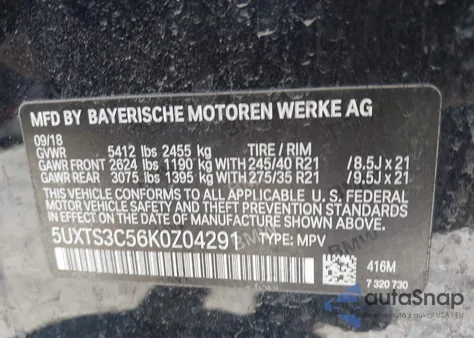 MFD BY BAYERISCHE MOTOREN WERKE AG
09/18
GVWR 5412 lbs 2455 kg TIRE / RIM
GAWR FRONT 2624 lbs 1190 kg WITH 245/40 R21 /8.5J x 21
GAWR REAR 3075 lbs 1395 kg WITH 275/35 R21 /9.5J x 21
THIS VEHICLE CONFORMS TO ALL APPLICABLE U. S. FEDERAL
MOTOR VEHICLE SAFETY, BUMPER, AND THEFT PREVENTION
STANDARDS IN EFFECT ON THE DATE OF MANUFACTURE SHOWN ABOVE.
5UXTS3C56K0Z04291 TYPE: MPV
416M
7 320 730
autaSnap